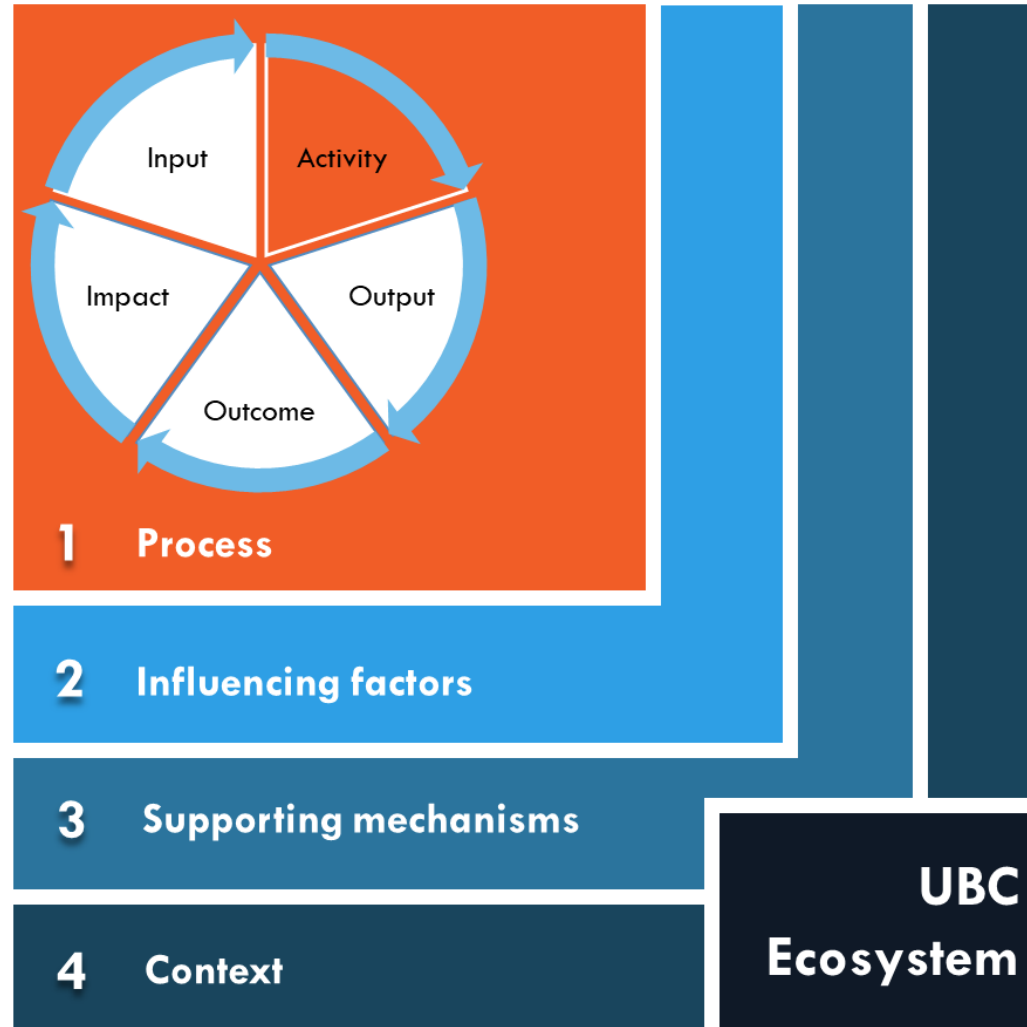 Input
Activity
Impact
Output
Outcome
1 Process
2 Influencing factors
3 Supporting mechanisms
4 Context
UBC
Ecosystem